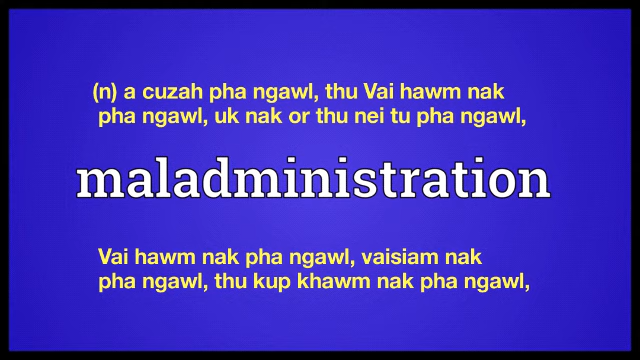 (n) a cuzah pha ngawl, thu Vai hawm nak
pha ngawl, uk nak or thu nei tu pha ngawl,
maladministration
Vai hawm nak pha ngawl, vaisiam nak
pha ngawl, thu kup khawm nak pha ngawl,